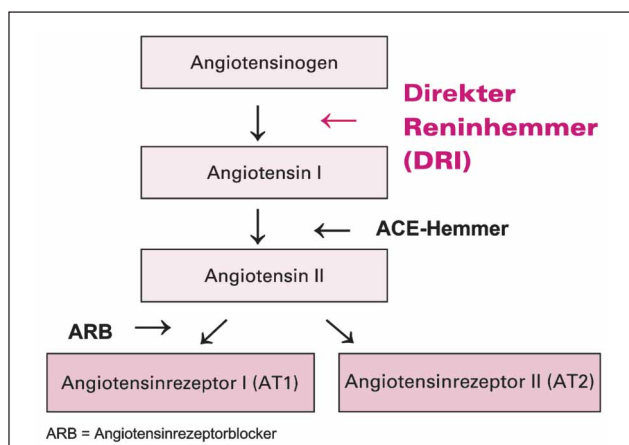 Angiotensinogen
Direkter
Reninhemmer
(DRI)
Angiotensin I
ACE-Hemmer
Angiotensin II
ARB
Angiotensinrezeptor I (AT1)
Angiotensinrezeptor II (AT2)
ARB = Angiotensinrezeptorblocker